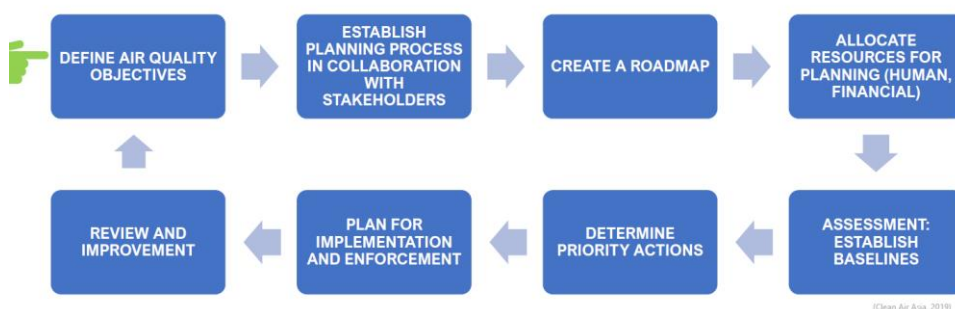 DEFINE AIR QUALITY
OBJECTIVES
ESTABLISH
PLANNING PROCESS
IN COLLABORATION
WITH
STAKEHOLDERS
CREATE A ROADMAP
ALLOCATE
RESOURCES FOR
PLANNING (HUMAN,
FINANCIAL)
REVIEW AND
IMPROVEMENT
PLAN FOR
IMPLEMENTATION
AND ENFORCEMENT
DETERMINE
PRIORITY ACTIONS
ASSESSMENT:
ESTABLISH
BASELINES
(Clean Air Asia, 2019)